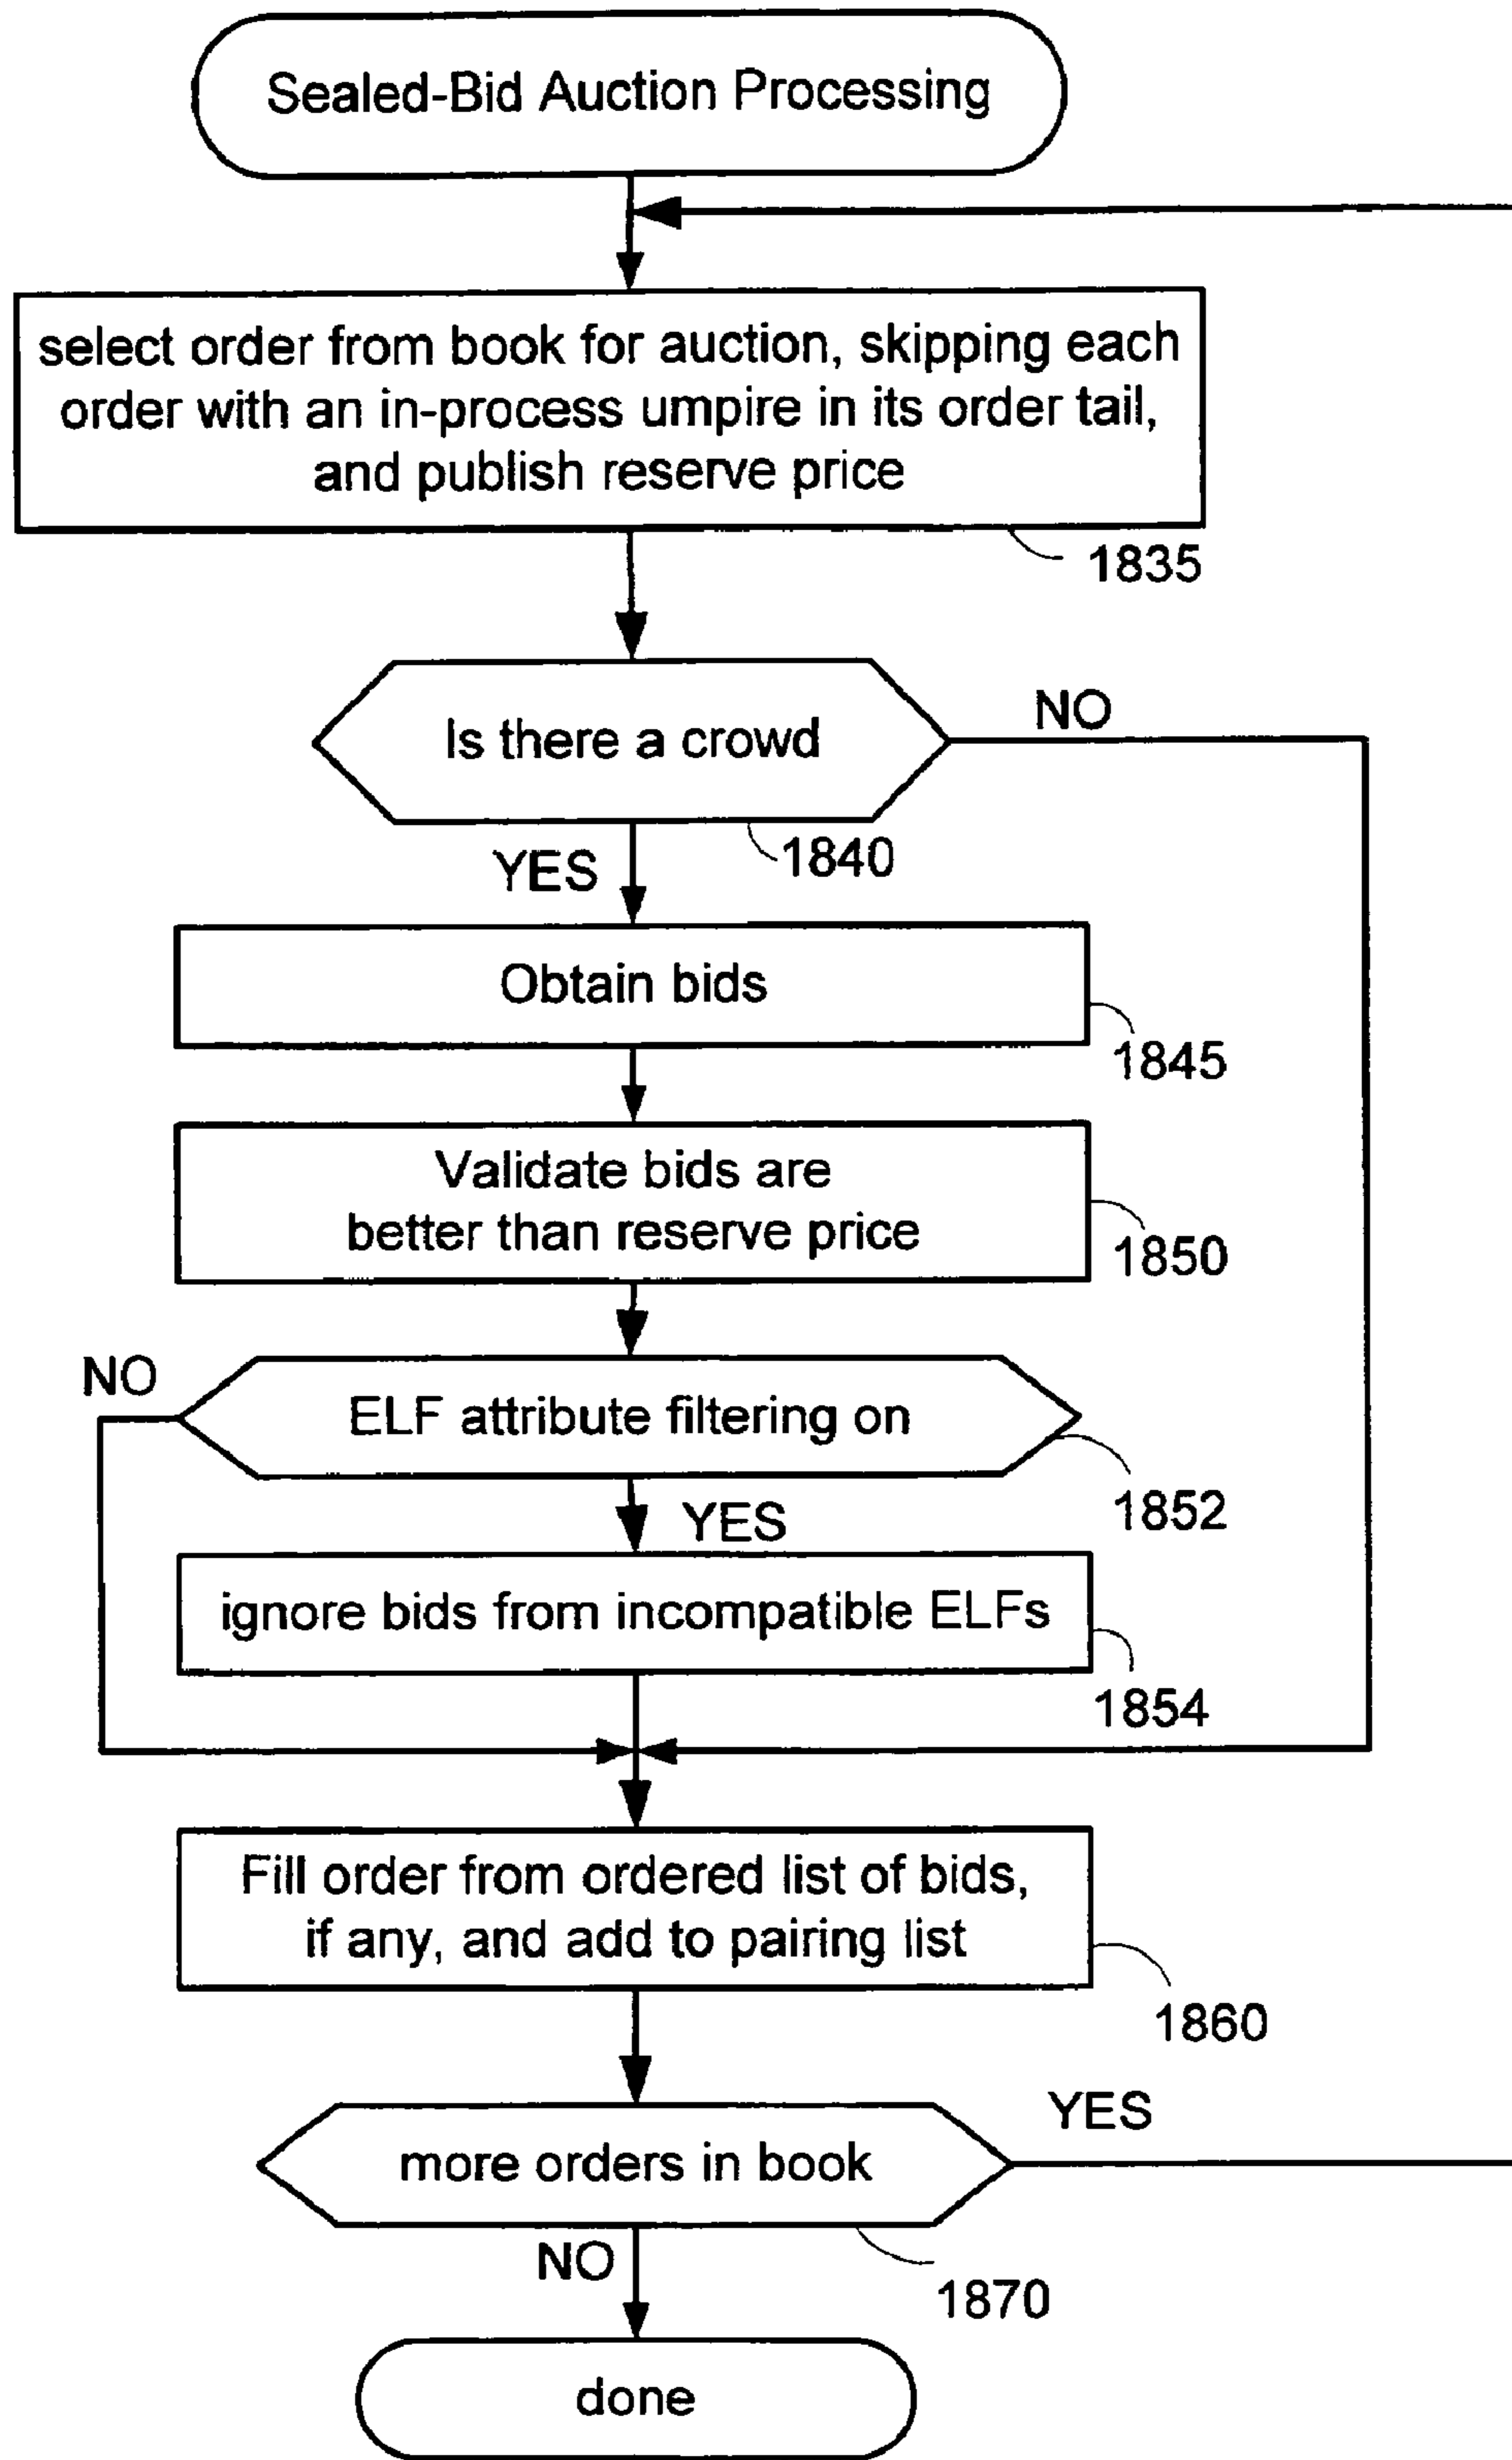 Sealed-Bid Auction Processing
select order from book for auction, skipping each
order with an in-process umpire in its order tail,
and publish reserve price
1835
Is there a crowd
NO
1840
YES
Obtain bids
1845
Validate bids are
better than reserve price
1850
NO
ELF attribute filtering on
1852
YES
ignore bids from incompatible ELFs
1854
Fill order from ordered list of bids,
if any, and add to pairing list
1860
YES
more orders in book
NO
1870
done